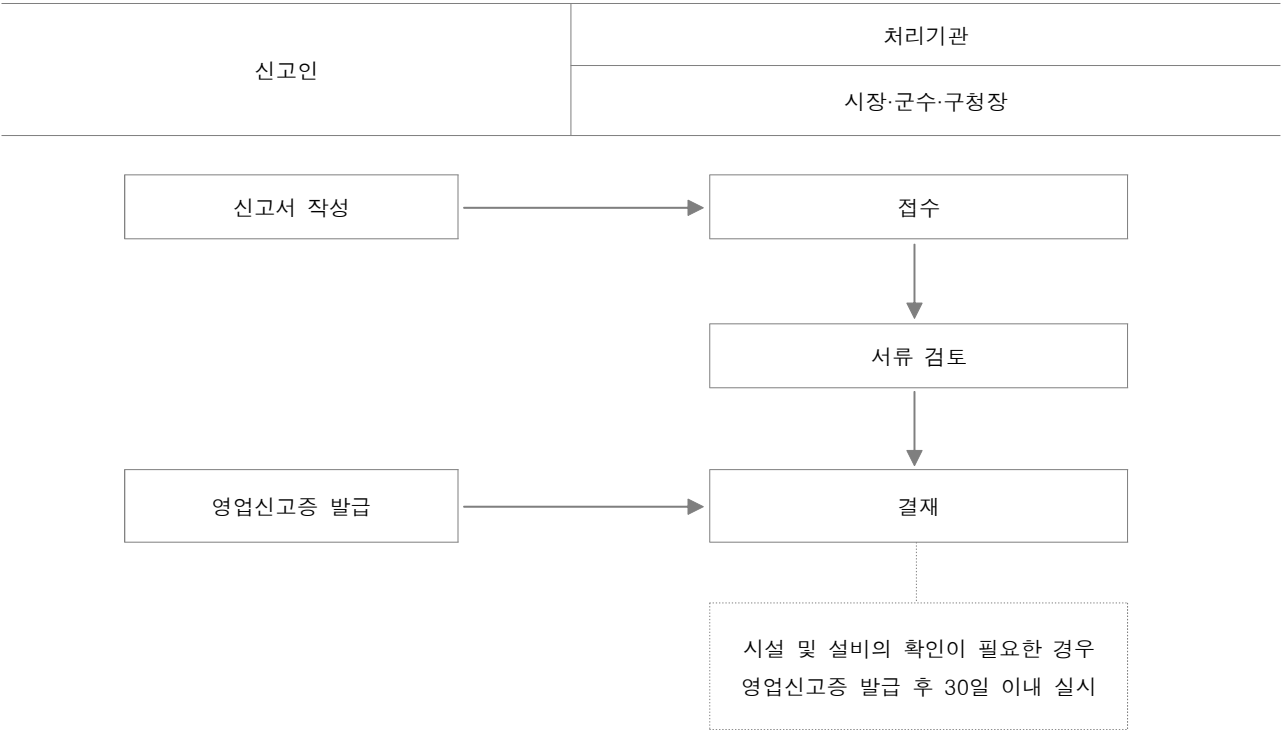 신고인
처리기관
시장·군수·구청장
신고서 작성
접수
서류 검토
영업신고증 발급
결재
시설 및 설비의 확인이 필요한 경우
영업신고증 발급 후 30일 이내 실시